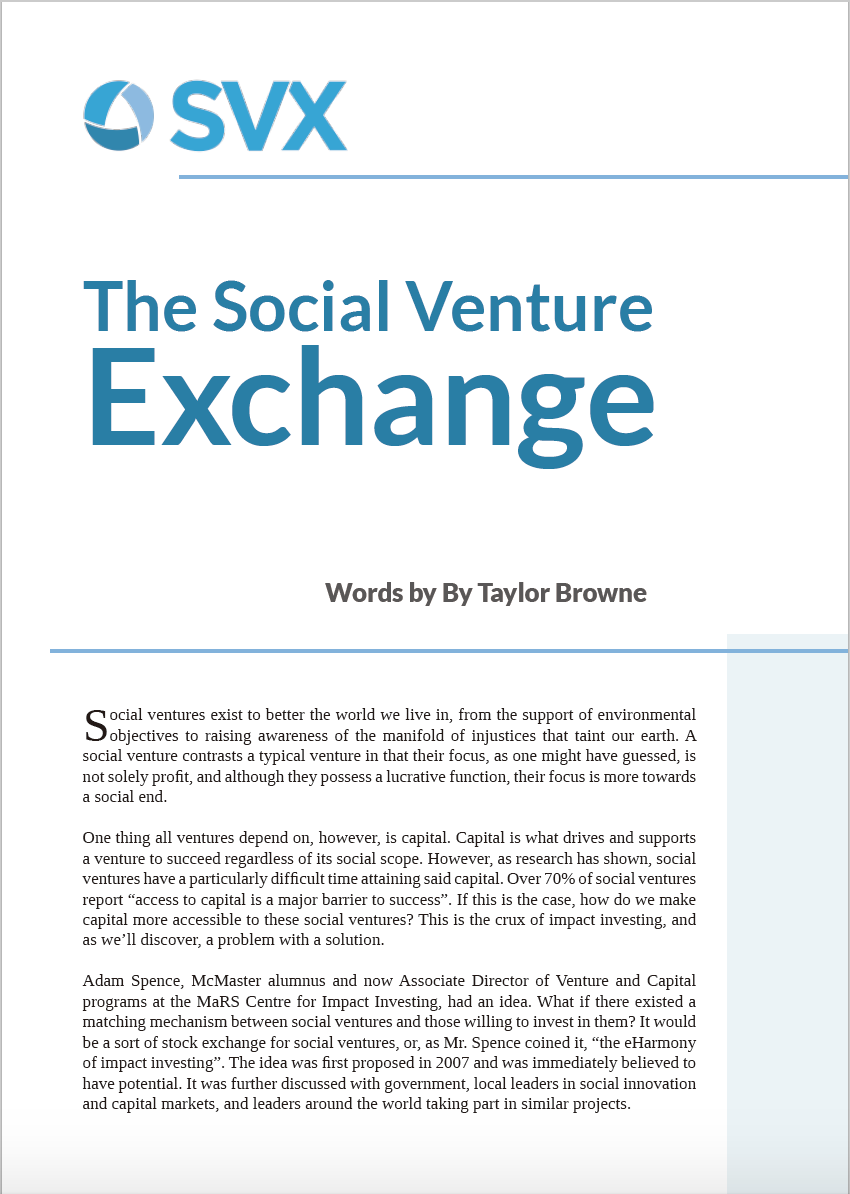 SVX
The Social Venture
Exchange
Words by By Taylor Browne
Social ventures exist to better the world we live in, from the support of environmental
objectives to raising awareness of the manifold of injustices that taint our earth. A
social venture contrasts a typical venture in that their focus, as one might have guessed, is
not solely profit, and although they possess a lucrative function, their focus is more towards
a social end.
One thing all ventures depend on, however, is capital. Capital is what drives and supports
a venture to succeed regardless of its social scope. However, as research has shown, social
ventures have a particularly difficult time attaining said capital. Over 70% of social ventures
report “access to capital is a major barrier to success”. If this is the case, how do we make
capital more accessible to these social ventures? This is the crux of impact investing, and
as we’ll discover, a problem with a solution.
Adam Spence, McMaster alumnus and now Associate Director of Venture and Capital
programs at the MaRS Centre for Impact Investing, had an idea. What if there existed a
matching mechanism between social ventures and those willing to invest in them? It would
be a sort of stock exchange for social ventures, or, as Mr. Spence coined it, “the eHarmony
of impact investing”. The idea was first proposed in 2007 and was immediately believed to
have potential. It was further discussed with government, local leaders in social innovation
and capital markets, and leaders around the world taking part in similar projects.